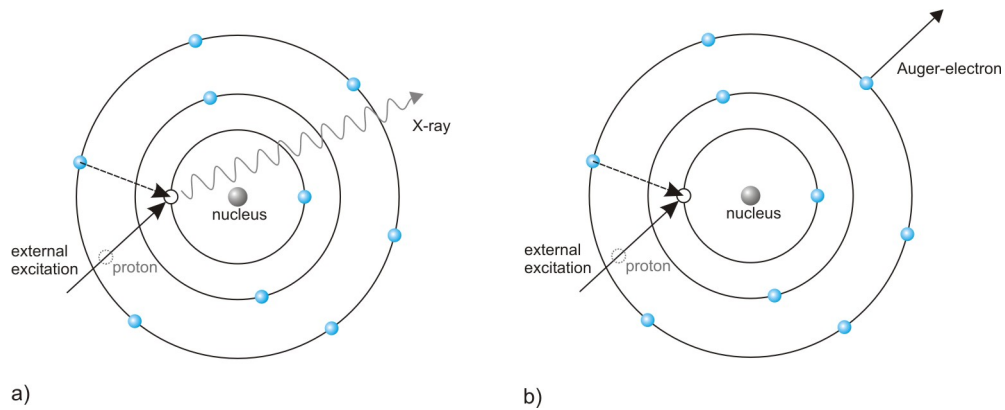 X-ray
nucleus
external
excitation
proton
a)
Auger-electron
nucleus
external
excitation
proton
b)